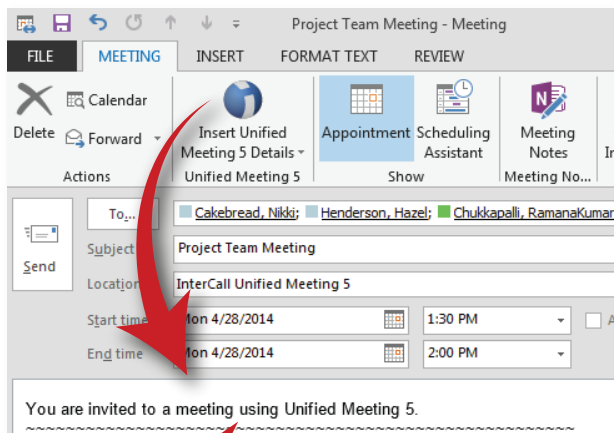 Project Team Meeting - Meeting
FILE MEETING INSERT FORMAT TEXT REVIEW
Delete
Calendar
Forward
Insert Unified
Meeting 5 Details
Appointment
Scheduling
Assistant
Meeting
Notes
Actions Unified Meeting 5 Show Meeting No...
Send
To...
Cakebread, Nikki; Henderson, Hazel; Chukkapalli, RamanaKumar
Subject
Project Team Meeting
Location
InterCall Unified Meeting 5
Start time
Mon 4/28/2014
1:30 PM
End time
Mon 4/28/2014
2:00 PM
You are invited to a meeting using Unified Meeting 5.
~~~~~~~~~~~~~~~~~~~~~~~~~~~~~~~~~~~~~~~~~~~~~~~~~~~~~~~